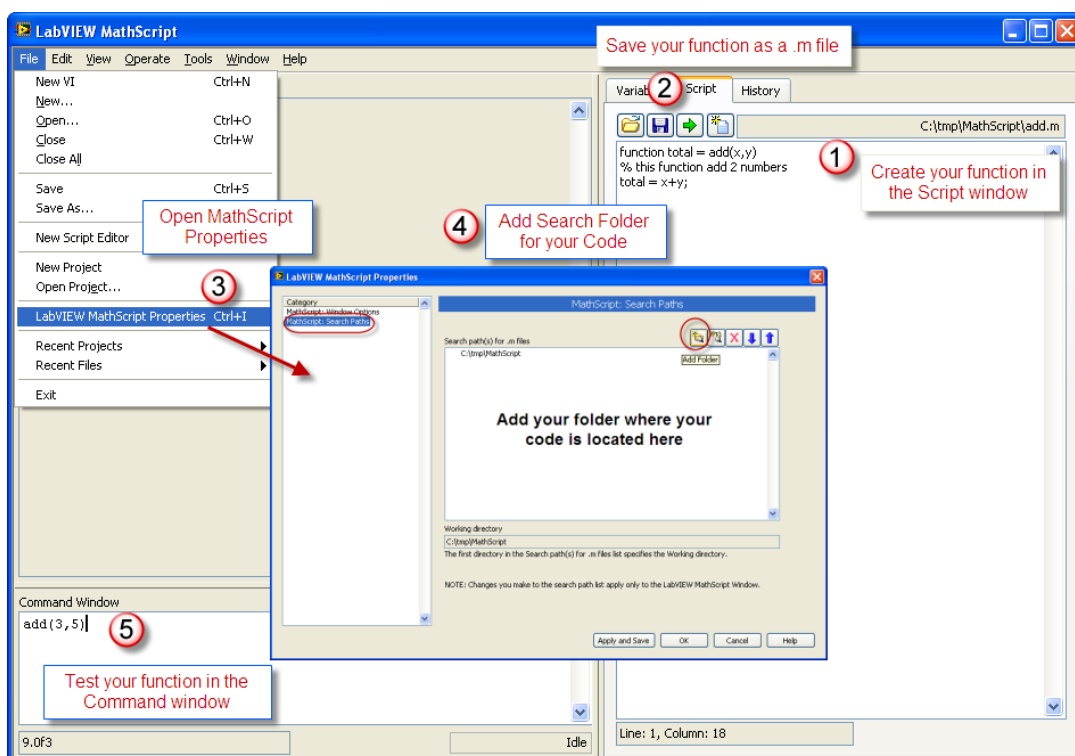 LabVIEW MathScript
File Edit View Operate Tools Window Help
New VI Ctrl+N
New...
Open... Ctrl+O
Close Ctrl+W
Close All
Save Ctrl+S
Save As...
New Script Editor
New Project
Open Project...
LabVIEW MathScript Properties Ctrl+I
Recent Projects
Recent Files
Exit
Open MathScript
Properties
3
Save your function as a .m file
2
Script History
C:\tmp\MathScript\add.m
function total = add(x,y)
% this function add 2 numbers
total = x+y;
1
Create your function in
the Script window
4
Add Search Folder
for your Code
LabVIEW MathScript Properties
Category
MathScript: Window Options
MathScript: Search Paths
MathScript: Search Paths
Search path(s) for .m files
C:\tmp\MathScript
Add Folder
Add your folder where your
code is located here
Working directory
C:\tmp\MathScript
The first directory in the Search path(s) for .m files list specifies the Working directory.
NOTE: Changes you make to the search path list apply only to the LabVIEW MathScript Window.
Apply and Save OK Cancel Help
Command Window
add(3,5)
5
Test your function in the
Command window
9.0f3
Idle
Line: 1, Column: 18